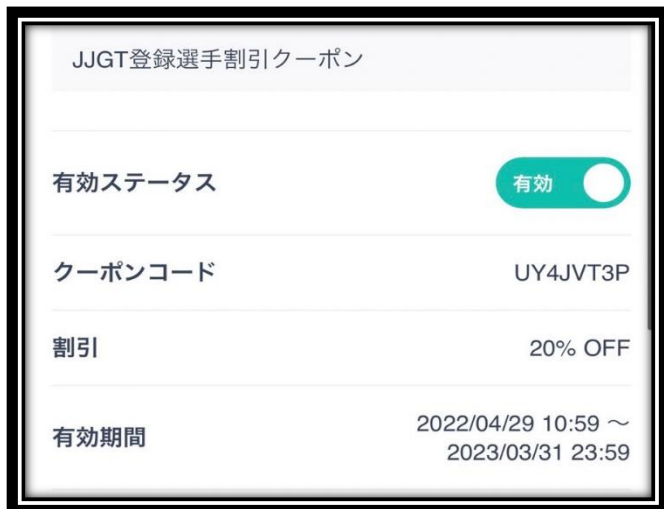 JJGT登録選手割引クーポン
有効ステータス
有効
クーポンコード
UY4JVT3P
割引
20% OFF
有効期間
2022/04/29 10:59 〜
2023/03/31 23:59